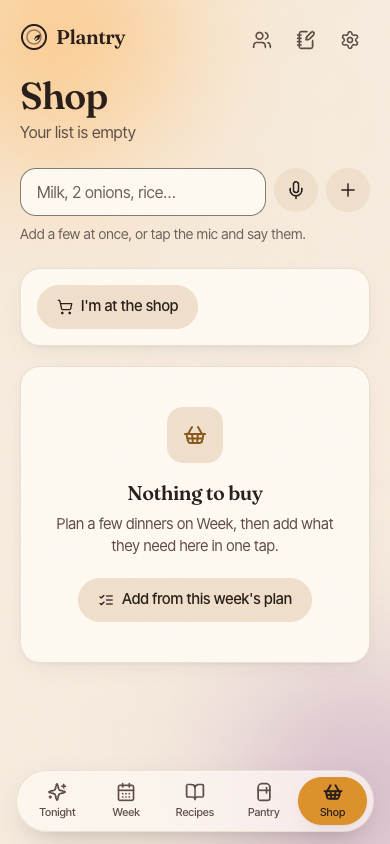 Plantry
Shop
Your list is empty
Milk, 2 onions, rice...
Add a few at once, or tap the mic and say them.
I'm at the shop
Nothing to buy
Plan a few dinners on Week, then add what
they need here in one tap.
Add from this week's plan
Tonight
Week
Recipes
Pantry
Shop